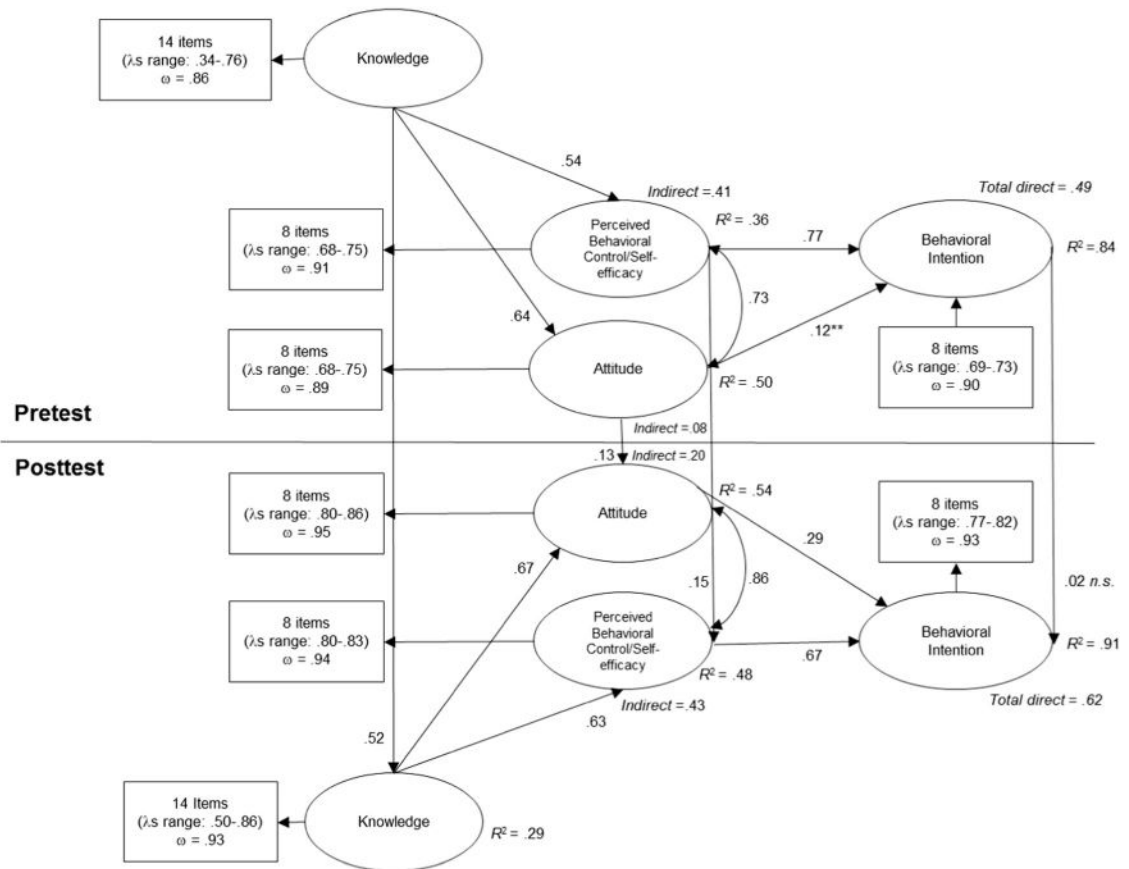 14 items
(λs range: .34-.76)
ω = .86
Knowledge
.54
Indirect =.41
Total direct = .49
8 items
(λs range: .68-.75)
ω = .91
Perceived
Behavioral
Control/Self-
efficacy
R² = .36
.77
Behavioral
Intention
R² = .84
.73
.64
.12**
8 items
(λs range: .68-.75)
ω = .89
Attitude
R² = .50
8 items
(λs range: .69-.73)
ω = .90
Pretest
Indirect =.08
Posttest
.13
Indirect =.20
8 items
(λs range: .80-.86)
ω = .95
Attitude
R² = .54
8 items
(λs range: .77-.82)
ω = .93
.29
.67
.15
.86
.02 n.s.
8 items
(λs range: .80-.83)
ω = .94
Perceived
Behavioral
Control/Self-
efficacy
.67
Behavioral
Intention
R² = .91
R² = .48
Indirect =.43
Total direct = .62
.63
.52
14 Items
(λs range: .50-.86)
ω = .93
Knowledge
R² = .29